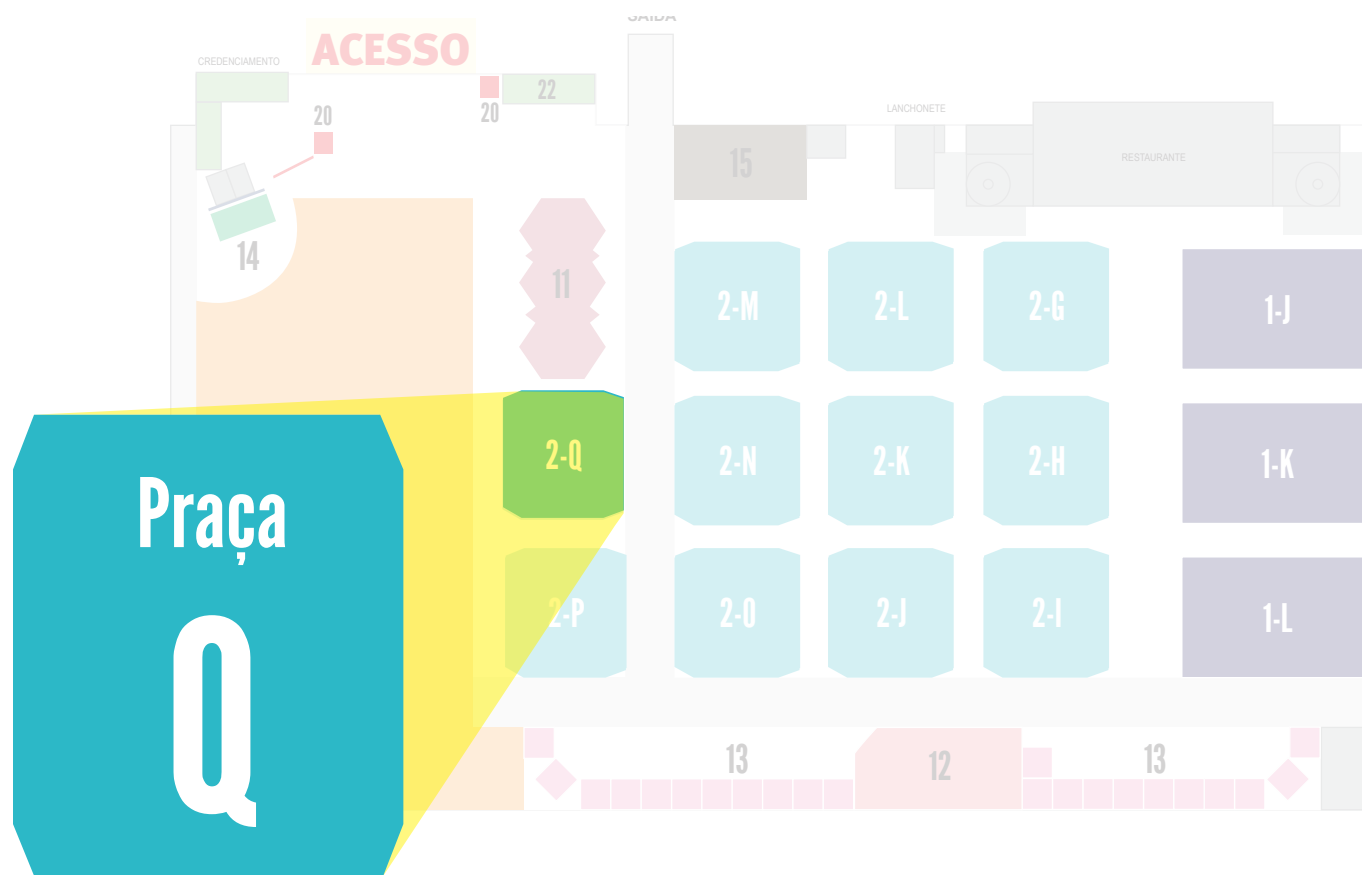 SAÍDA
ACESSO
CREDENCIAMENTO
22
20
20
LANCHONETE
15
RESTAURANTE
14
11
2-M
2-L
2-G
1-J
2-Q
2-N
2-K
2-H
1-K
Praça
Q
2-P
2-O
2-J
2-I
1-L
13
12
13